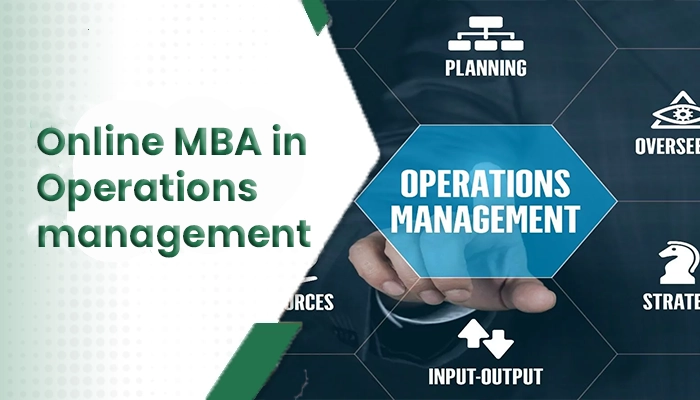 Online MBA in
Operations
management
PLANNING
OPERATIONS
MANAGEMENT
INPUT-OUTPUT